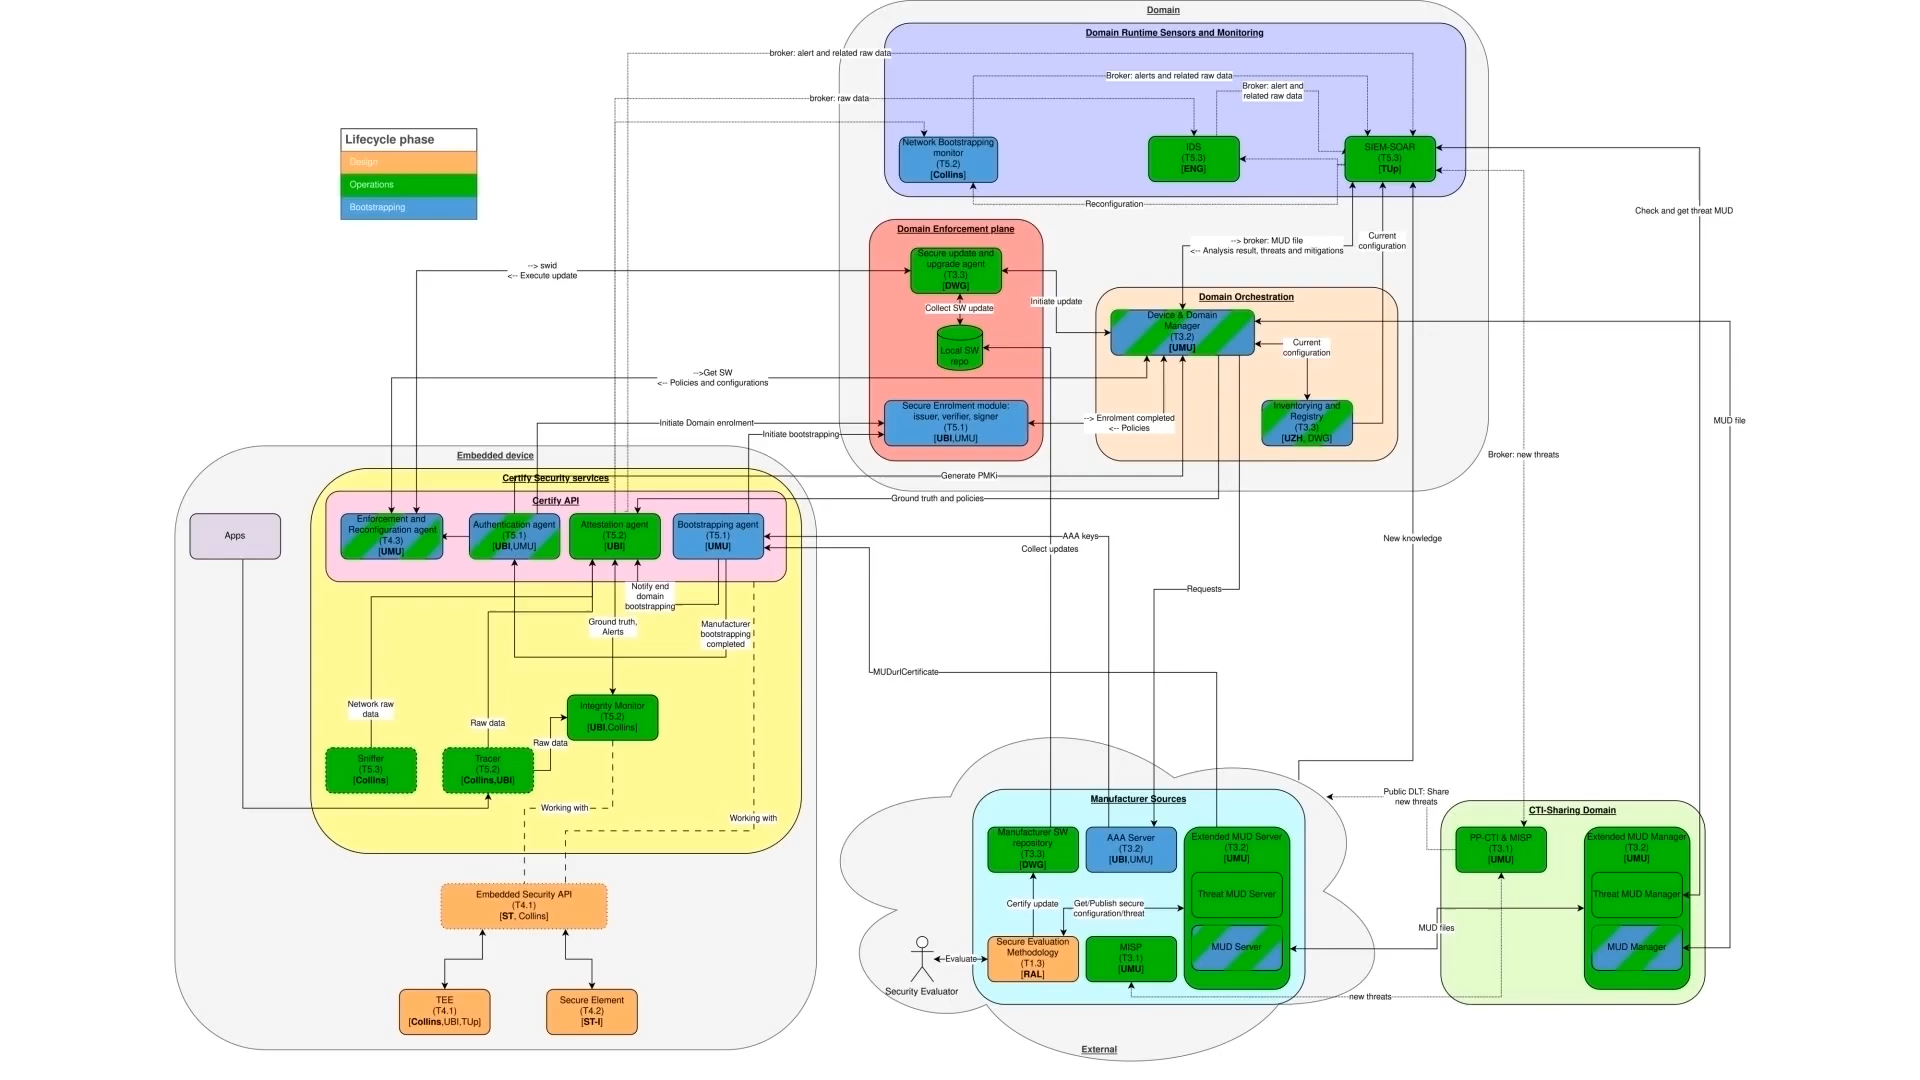 Domain
Domain Runtime Sensors and Monitoring
broker: alert and related raw data
Broker: alerts and related raw data
Broker: alert and
related raw data
broker: raw data
Lifecycle phase
Design
Operations
Bootstrapping
Network Bootstrapping
monitor
(T5.2)
[Collins]
IDS
(T5.3)
[ENG]
SIEM-SOAR
(T5.3)
[TUp]
Reconfiguration
Check and get threat MUD
Domain Enforcement plane
Secure update and
upgrade agent
(T3.3)
[DWG]
--> broker: MUD file
<-- Analysis result, threats and mitigations
Current
configuration
--> swid
<-- Execute update
Collect SW update
Initiate update
Local SW
repo
Domain Orchestration
Device & Domain
Manager
(T3.2)
[UMU]
Current
configuration
-->Get SW
<-- Policies and configurations
Secure Enrolment module:
issuer, verifier, signer
(T5.1)
[UBI,UMU]
--> Enrolment completed
<-- Policies
Inventorying and
Registry
(T3.3)
[UZH, DWG]
MUD file
Initiate Domain enrolment
Initiate bootstrapping
Broker: new threats
Embedded device
Certify Security services
Generate PMKi
Certify API
Ground truth and policies
Apps
Enforcement and
Reconfiguration agent
(T4.3)
[UMU]
Authentication agent
(T5.1)
[UBI,UMU]
Attestation agent
(T5.2)
[UBI]
Bootstrapping agent
(T5.1)
[UMU]
AAA keys
Collect updates
New knowledge
Notify end
domain
bootstrapping
Requests
Ground truth,
Alerts
Manufacturer
bootstrapping
completed
MUDurlCertificate
Network raw
data
Raw data
Integrity Monitor
(T5.2)
[UBI,Collins]
Raw data
Sniffer
(T5.3)
[Collins]
Tracer
(T5.2)
[Collins,UBI]
Working with
Working with
Embedded Security API
(T4.1)
[ST, Collins]
TEE
(T4.1)
[Collins,UBI,TUp]
Secure Element
(T4.2)
[ST-I]
Manufacturer Sources
Manufacturer SW
repository
(T3.3)
[DWG]
AAA Server
(T3.2)
[UBI,UMU]
Extended MUD Server
(T3.2)
[UMU]
Threat MUD Server
MUD Server
Certify update
Get/Publish secure
configuration/threat
Secure Evaluation
Methodology
(T1.3)
[RAL]
MISP
(T3.1)
[UMU]
Evaluate
Security Evaluator
External
Public DLT: Share
new threats
CTI-Sharing Domain
PP-CTI & MISP
(T3.1)
[UMU]
Extended MUD Manager
(T3.2)
[UMU]
Threat MUD Manager
MUD Manager
MUD files
new threats